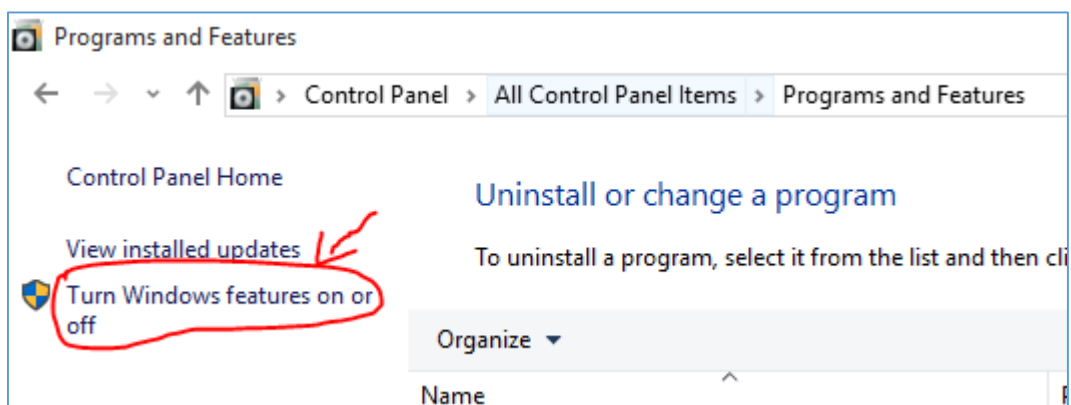 Programs and Features
Control Panel > All Control Panel Items > Programs and Features
Control Panel Home
View installed updates
Turn Windows features on or
off
Uninstall or change a program
To uninstall a program, select it from the list and then cli
Organize
Name